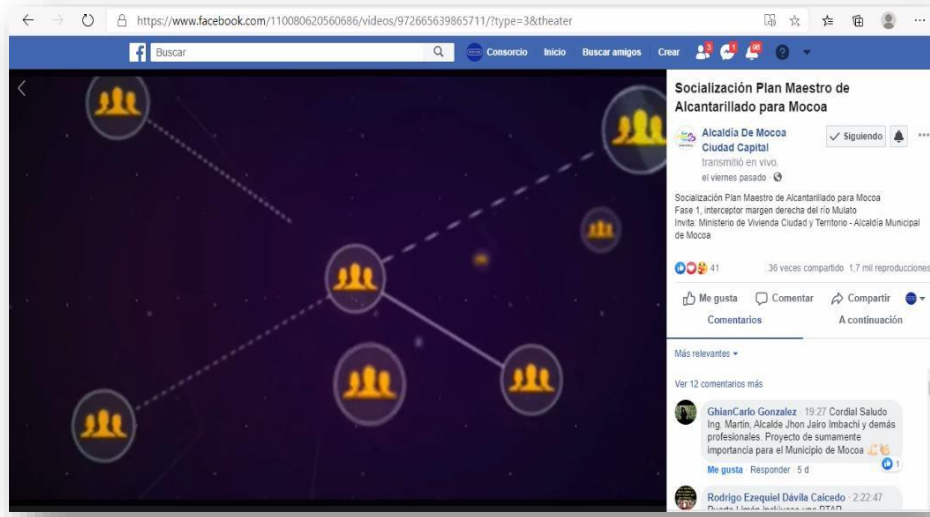 https://www.facebook.com/110080620560686/videos/972665639865711/?type=3&theater
Buscar
Consorcio Inicio Buscar amigos Crear 3 1 98
Socialización Plan Maestro de
Alcantarillado para Mocoa
Alcaldía De Mocoa
Ciudad Capital
transmitió en vivo.
el viernes pasado ·
Siguiendo
Socialización Plan Maestro de Alcantarillado para Mocoa
Fase 1, interceptor margen derecha del río Mulato
Invita: Ministerio de Vivienda Ciudad y Territorio - Alcaldía Municipal
de Mocoa
41 36 veces compartido 1,7 mil reproducciones
Me gusta Comentar Compartir
Comentarios A continuación
Más relevantes
Ver 12 comentarios más
GhianCarlo Gonzalez · 19:27 Cordial Saludo
Ing. Martin, Alcalde Jhon Jairo Imbachi y demás
profesionales. Proyecto de sumamente
importancia para el Municipio de Mocoa
1
Me gusta · Responder · 5 d
Rodrigo Ezequiel Dávila Caicedo · 2:22:47